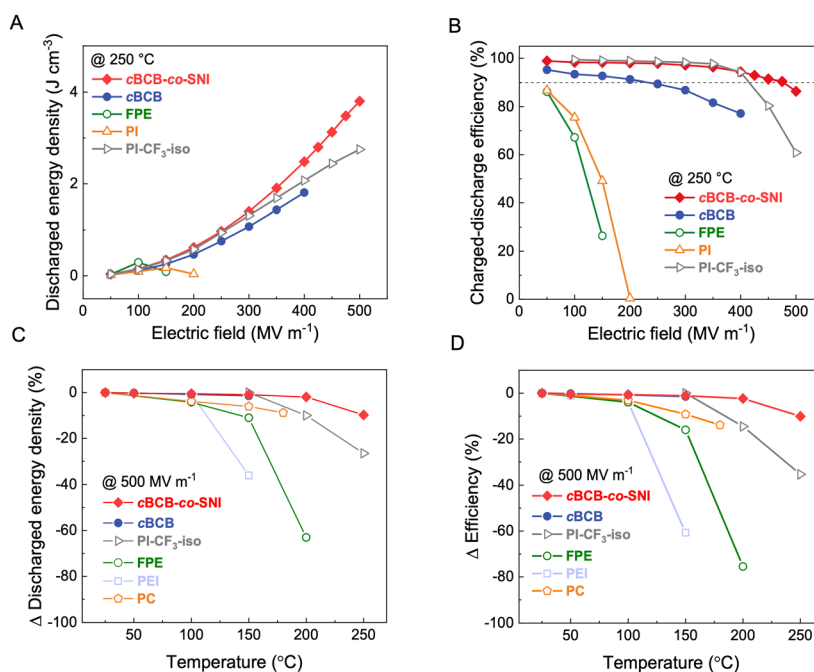 A
@ 250 °C
cBCB-co-SNI
cBCB
FPE
PI
PI-CF₃-iso
Discharged energy density (J cm⁻³)
4
2
0
0 100 200 300 400 500
Electric field (MV m⁻¹)
B
Charged-discharge efficiency (%)
100
80
60
40
20
0
@ 250 °C
cBCB-co-SNI
cBCB
FPE
PI
PI-CF₃-iso
0 100 200 300 400 500
Electric field (MV m⁻¹)
C
Δ Discharged energy density (%)
0
-20
-40
-60
-80
-100
@ 500 MV m⁻¹
cBCB-co-SNI
cBCB
PI-CF₃-iso
FPE
PEI
PC
50 100 150 200 250
Temperature (°C)
D
Δ Efficiency (%)
0
-20
-40
-60
-80
-100
@ 500 MV m⁻¹
cBCB-co-SNI
cBCB
PI-CF₃-iso
FPE
PEI
PC
50 100 150 200 250
Temperature (°C)